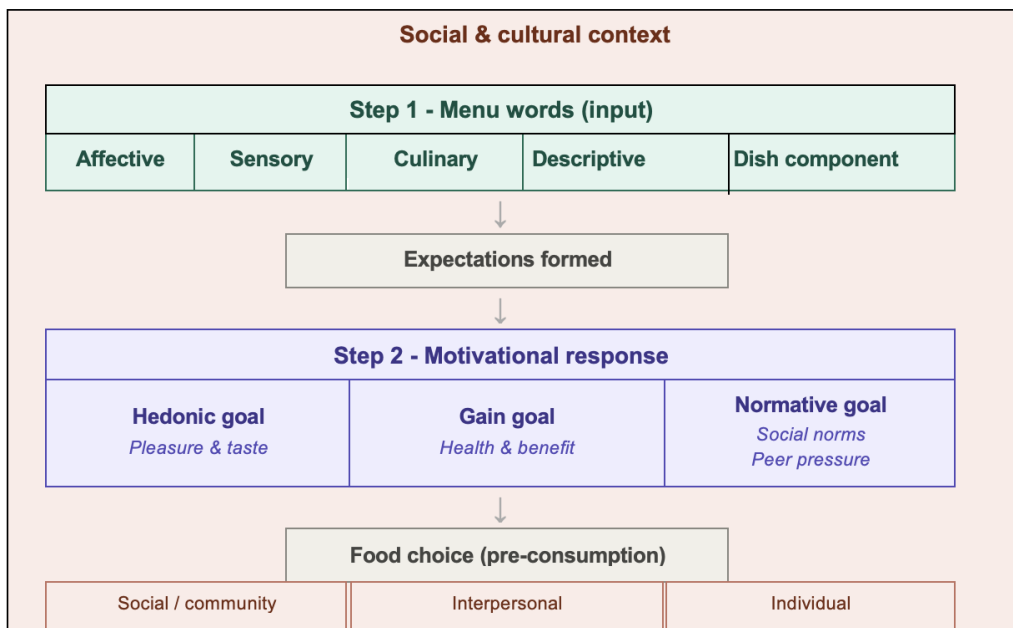 Social & cultural context
Step 1 - Menu words (input)
Affective
Sensory
Culinary
Descriptive
Dish component
↓
Expectations formed
↓
Step 2 - Motivational response
Hedonic goal
Pleasure & taste
Gain goal
Health & benefit
Normative goal
Social norms
Peer pressure
↓
Food choice (pre-consumption)
Social / community
Interpersonal
Individual